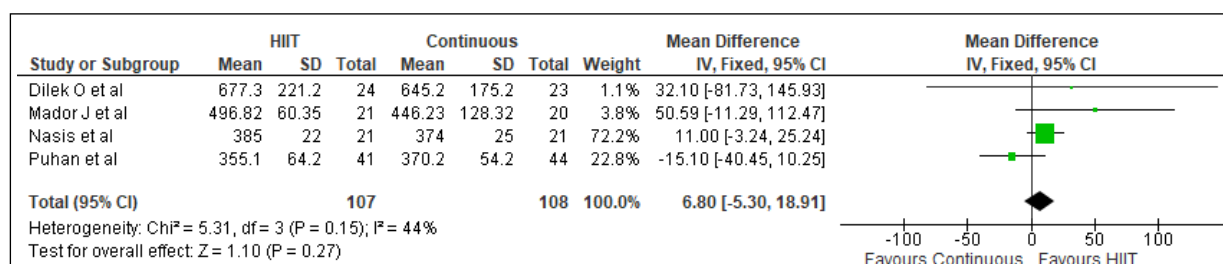 HIIT Continuous Mean Difference Mean Difference
Study or Subgroup Mean SD Total Mean SD Total Weight IV, Fixed, 95% CI IV, Fixed, 95% CI
Dilek O et al 677.3 221.2 24 645.2 175.2 23 1.1% 32.10 [-81.73, 145.93]
Mador J et al 496.82 60.35 21 446.23 128.32 20 3.8% 50.59 [-11.29, 112.47]
Nasis et al 385 22 21 374 25 21 72.2% 11.00 [-3.24, 25.24]
Puhan et al 355.1 64.2 41 370.2 54.2 44 22.8% -15.10 [-40.45, 10.25]
Total (95% CI) 107 108 100.0% 6.80 [-5.30, 18.91]
Heterogeneity: Chi² = 5.31, df = 3 (P = 0.15); I² = 44%
Test for overall effect: Z = 1.10 (P = 0.27)
-100 -50 0 50 100
Favours Continuous Favours HIIT